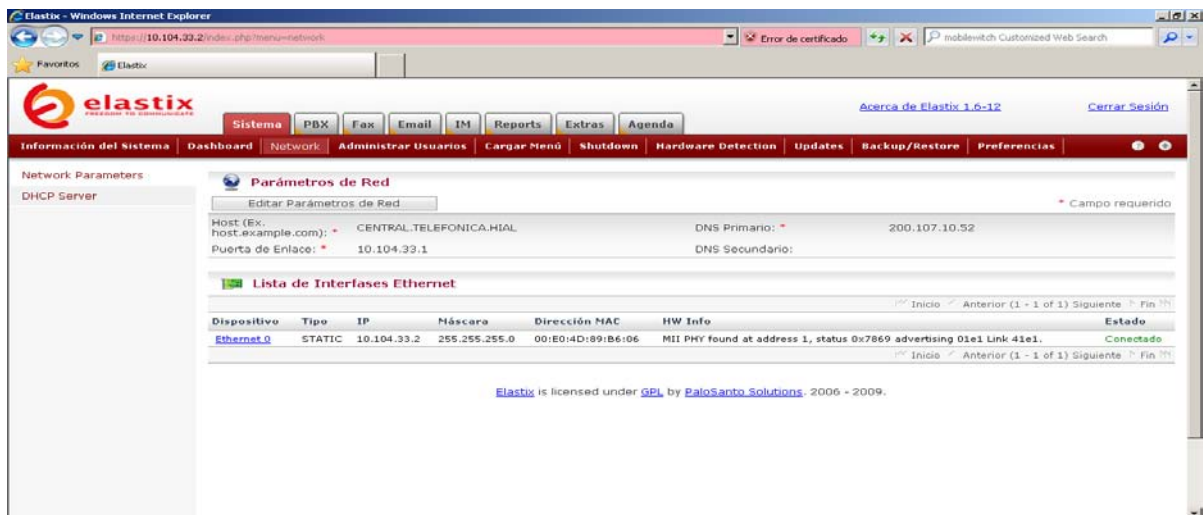 Elastix - Windows Internet Explorer
https://10.104.33.2/index.php?menu=network
Error de certificado
mobilewitch Customized Web Search
Favoritos
Elastix
elastix
FREEDOM TO COMMUNICATE
Acerca de Elastix 1.6-12
Cerrar Sesión
Sistema PBX Fax Email IM Reports Extras Agenda
Información del Sistema Dashboard Network Administrar Usuarios Cargar Menú Shutdown Hardware Detection Updates Backup/Restore Preferencias
Network Parameters
DHCP Server
Parámetros de Red
Editar Parámetros de Red
* Campo requerido
Host (Ex. host.example.com): * CENTRAL.TELEFONICA.HIAL DNS Primario: * 200.107.10.52
Puerta de Enlace: * 10.104.33.1 DNS Secundario:
Lista de Interfases Ethernet
Inicio Anterior (1 - 1 of 1) Siguiente Fin
Dispositivo Tipo IP Máscara Dirección MAC HW Info Estado
Ethernet 0 STATIC 10.104.33.2 255.255.255.0 00:E0:4D:89:B6:06 MII PHY found at address 1, status 0x7869 advertising 01e1 Link 41e1. Conectado
Inicio Anterior (1 - 1 of 1) Siguiente Fin
Elastix is licensed under GPL by PaloSanto Solutions. 2006 - 2009.